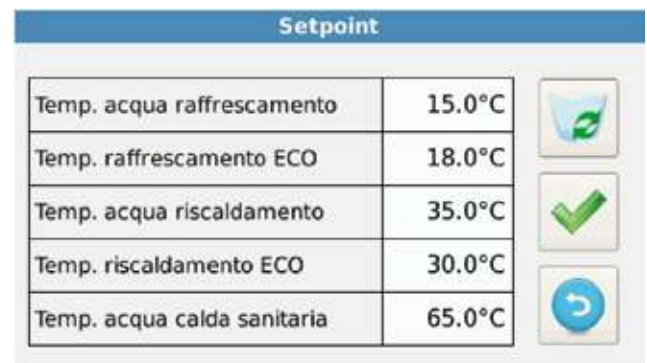 Setpoint
Temp. acqua raffrescamento 15.0°C
Temp. raffrescamento ECO 18.0°C
Temp. acqua riscaldamento 35.0°C
Temp. riscaldamento ECO 30.0°C
Temp. acqua calda sanitaria 65.0°C